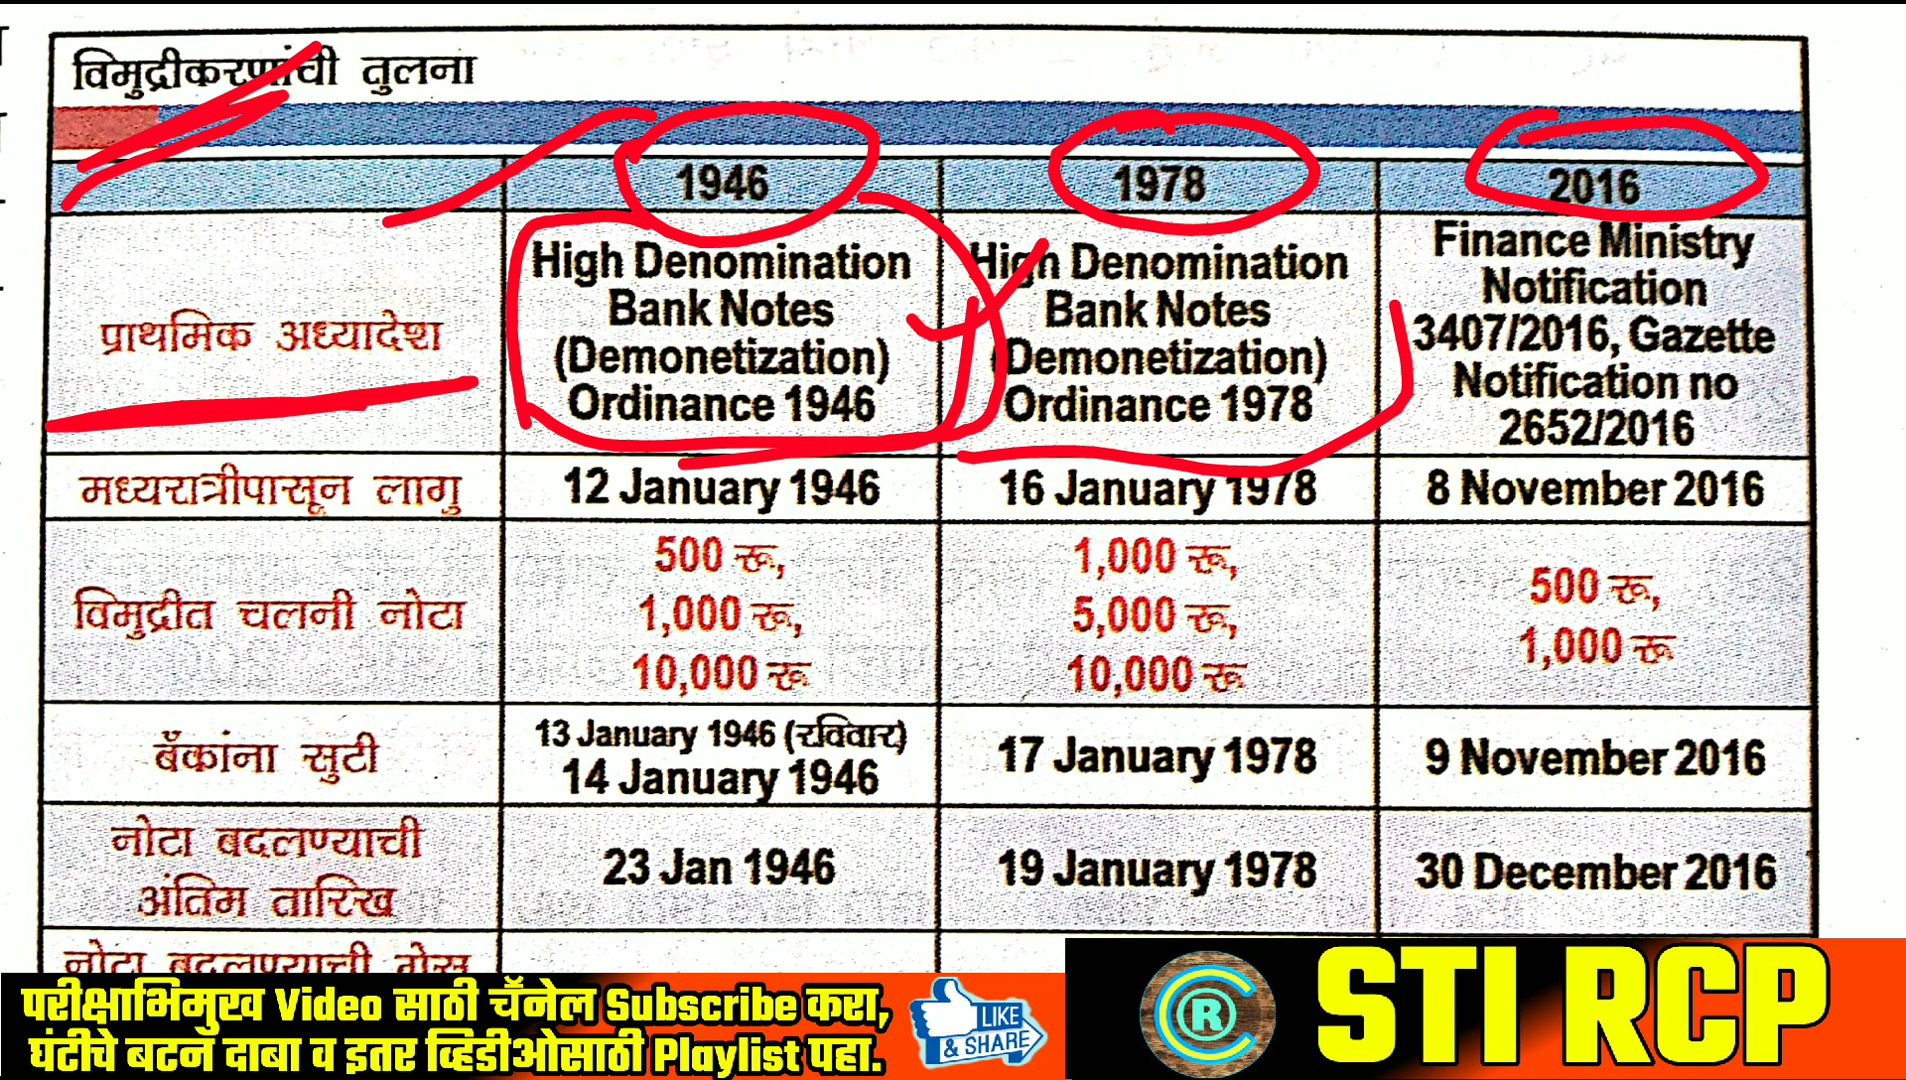 विमुद्रीकरणांची तुलना
1946
1978
2016
प्राथमिक अध्यादेश
High Denomination
Bank Notes
(Demonetization)
Ordinance 1946
High Denomination
Bank Notes
(Demonetization)
Ordinance 1978
Finance Ministry
Notification
3407/2016, Gazette
Notification no
2652/2016
मध्यरात्रीपासून लागु
12 January 1946
16 January 1978
8 November 2016
विमुद्रीत चलनी नोटा
500 रू,
1,000 रू,
10,000 रू
1,000 रू,
5,000 रू,
10,000 रू
500 रू,
1,000 रू
बॅकांना सुटी
13 January 1946 (रविवार)
14 January 1946
17 January 1978
9 November 2016
नोटा बदलण्याची
अंतिम तारिख
23 Jan 1946
19 January 1978
30 December 2016
नोटा बदलण्याची
परीक्षाभिमुख Video साठी चॅनेल Subscribe करा,
घंटीचे बटन दाबा व इतर व्हिडीओसाठी Playlist पहा.
LIKE
& SHARE
R
STI RCP